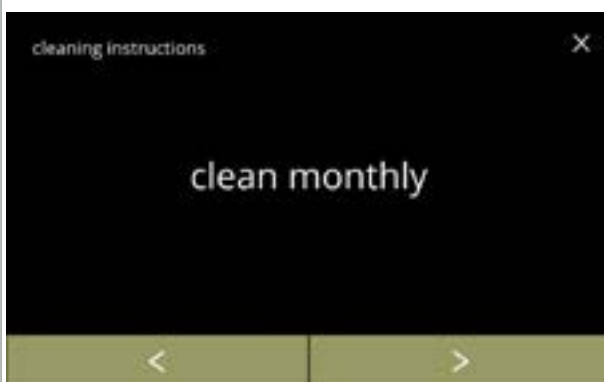 cleaning instructions
×
clean monthly
< >